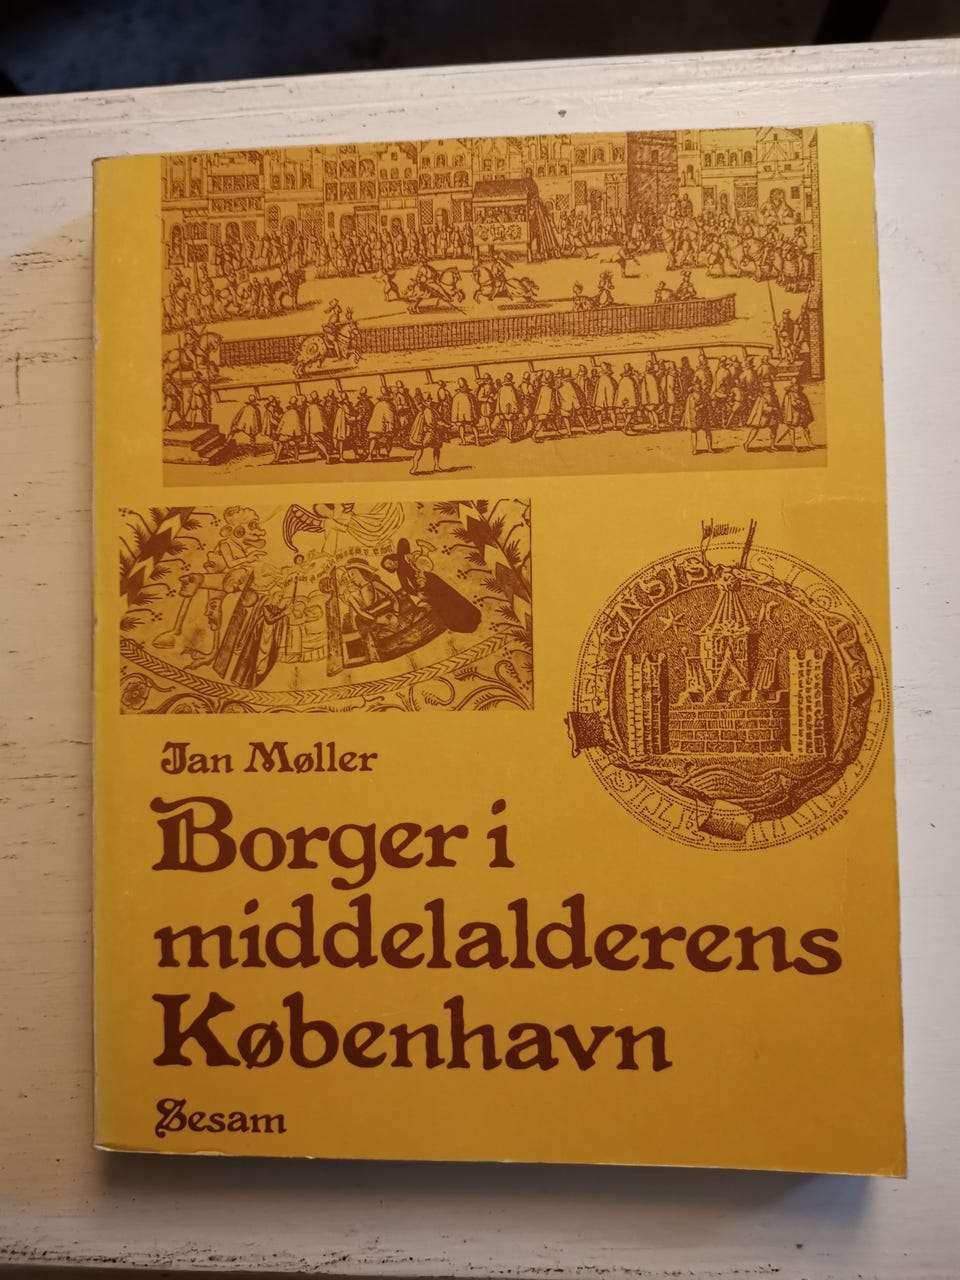 Jan Møller
Borger i
middelalderens
København
Sesam